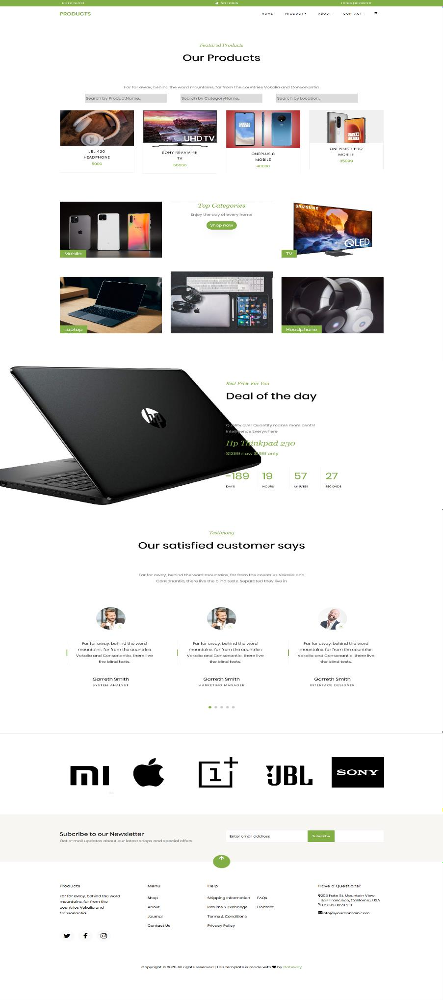 HELLO,GUEST
NO LOGIN
LOGIN | REGISTER
PRODUCTS
HOME
PRODUCT
ABOUT
CONTACT
Featured Products
Our Products
Far far away, behind the word mountains, far from the countries Vokalia and Consonantia
Search by ProductName..
Search by CategoryName..
Search by Location..
UHD TV
NEVER
SETTLE
NEVER
SETTLE
JBL 420
HEADPHONE
5999
SONY BRAVIA 4K
TV
56666
ONEPLUS 8
MOBILE
40000
ONEPLUS 7 PRO
MOBILE
35999
Mobile
Top Categories
Enjoy the day of every home
Shop now
SAMSUNG
QLED
TV
Laptop
Headphone
hp
Best Price For You
Deal of the day
Quality over Quantity makes more cents!
Intelligence Everywhere
Hp Thinkpad 230
$1399 now $1199 only
-189
19
57
27
DAYS
HOURS
MINUTES
SECONDS
Testimony
Our satisfied customer says
Far far away, behind the word mountains, far from the countries Vokalia and
Consonantia, there live the blind texts. Separated they live in
Far far away, behind the word
mountains, far from the countries
Vokalia and Consonantia, there live
the blind texts.
Garreth Smith
SYSTEM ANALYST
Far far away, behind the word
mountains, far from the countries
Vokalia and Consonantia, there live
the blind texts.
Garreth Smith
MARKETING MANAGER
Far far away, behind the word
mountains, far from the countries
Vokalia and Consonantia, there live
the blind texts.
Garreth Smith
INTERFACE DESIGNER
MI
1+
JBL
SONY
Subcribe to our Newsletter
Get e-mail updates about our latest shops and special offers
Enter email address
Subscribe
Products
Far far away, behind the word
mountains, far from the
countries Vokalia and
Consonantia.
Menu
Shop
About
Journal
Contact Us
Help
Shipping Information
Returns & Exchange
Terms & Conditions
Privacy Policy
FAQs
Contact
Have a Questions?
203 Fake St. Mountain View,
San Francisco, California, USA
+2 392 3929 210
info@yourdomain.com
Copyright © 2020 All rights reserved | This template is made with ❤ by Gateway